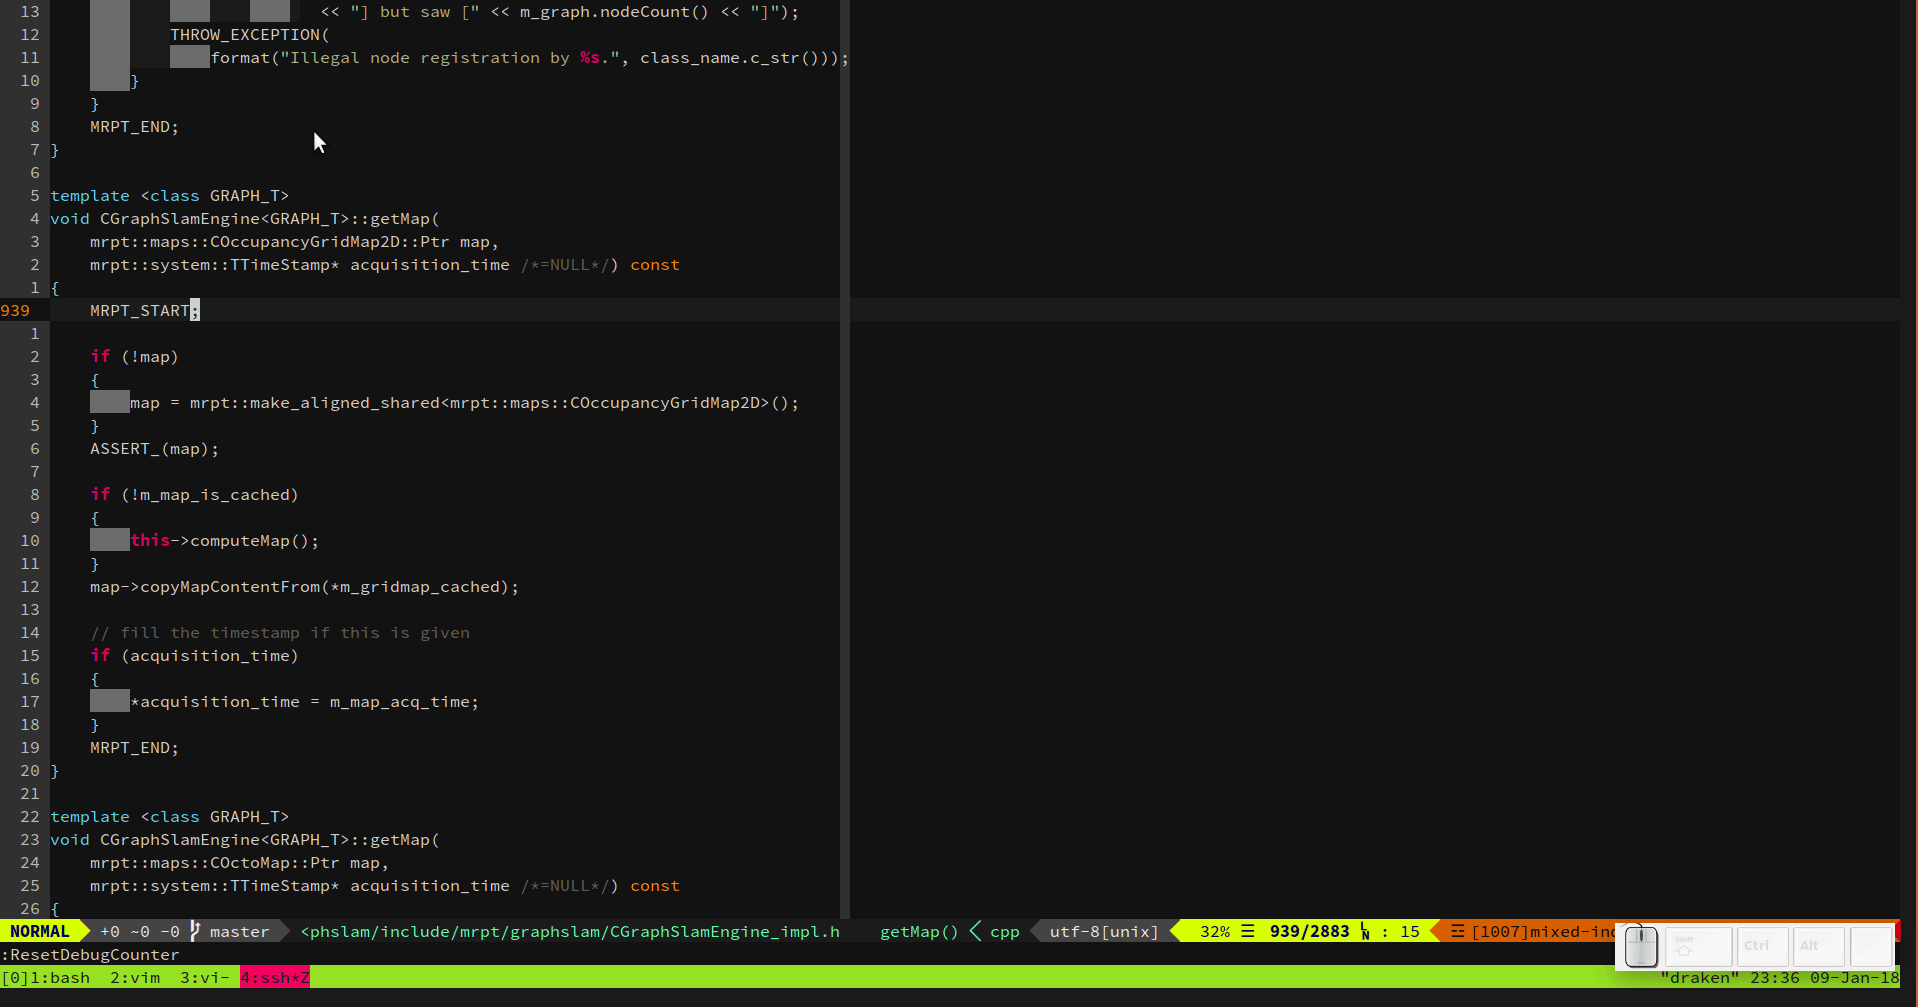 13 << "] but saw [" << m_graph.nodeCount() << "]");
12 THROW_EXCEPTION(
11 format("Illegal node registration by %s.", class_name.c_str()));
10 }
9 }
8 MRPT_END;
7 }
6
5 template <class GRAPH_T>
4 void CGraphSlamEngine<GRAPH_T>::getMap(
3 mrpt::maps::COccupancyGridMap2D::Ptr map,
2 mrpt::system::TTimeStamp* acquisition_time /*=NULL*/) const
1 {
939 MRPT_START;
1
2 if (!map)
3 {
4 map = mrpt::make_aligned_shared<mrpt::maps::COccupancyGridMap2D>();
5 }
6 ASSERT_(map);
7
8 if (!m_map_is_cached)
9 {
10 this->computeMap();
11 }
12 map->copyMapContentFrom(*m_gridmap_cached);
13
14 // fill the timestamp if this is given
15 if (acquisition_time)
16 {
17 *acquisition_time = m_map_acq_time;
18 }
19 MRPT_END;
20 }
21
22 template <class GRAPH_T>
23 void CGraphSlamEngine<GRAPH_T>::getMap(
24 mrpt::maps::COctoMap::Ptr map,
25 mrpt::system::TTimeStamp* acquisition_time /*=NULL*/) const
26 {
NORMAL +0 ~0 -0 master <phslam/include/mrpt/graphslam/CGraphSlamEngine_impl.h getMap() cpp utf-8[unix] 32% ☰ 939/2883 ㏑ : 15 ☲ [1007]mixed-in
:ResetDebugCounter
Shift Ctrl Alt
[0]1:bash 2:vim 3:vi- 4:ssh*Z "draken" 23:36 09-Jan-18